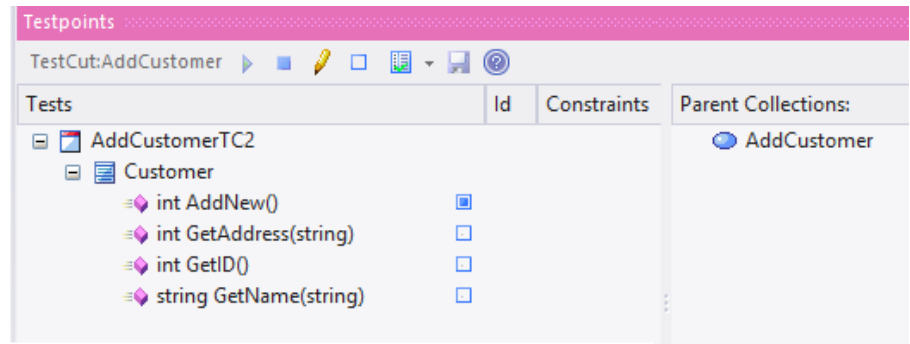 Testpoints
TestCut:AddCustomer
Tests Id Constraints Parent Collections:
AddCustomerTC2 AddCustomer
Customer
int AddNew()
int GetAddress(string)
int GetID()
string GetName(string)